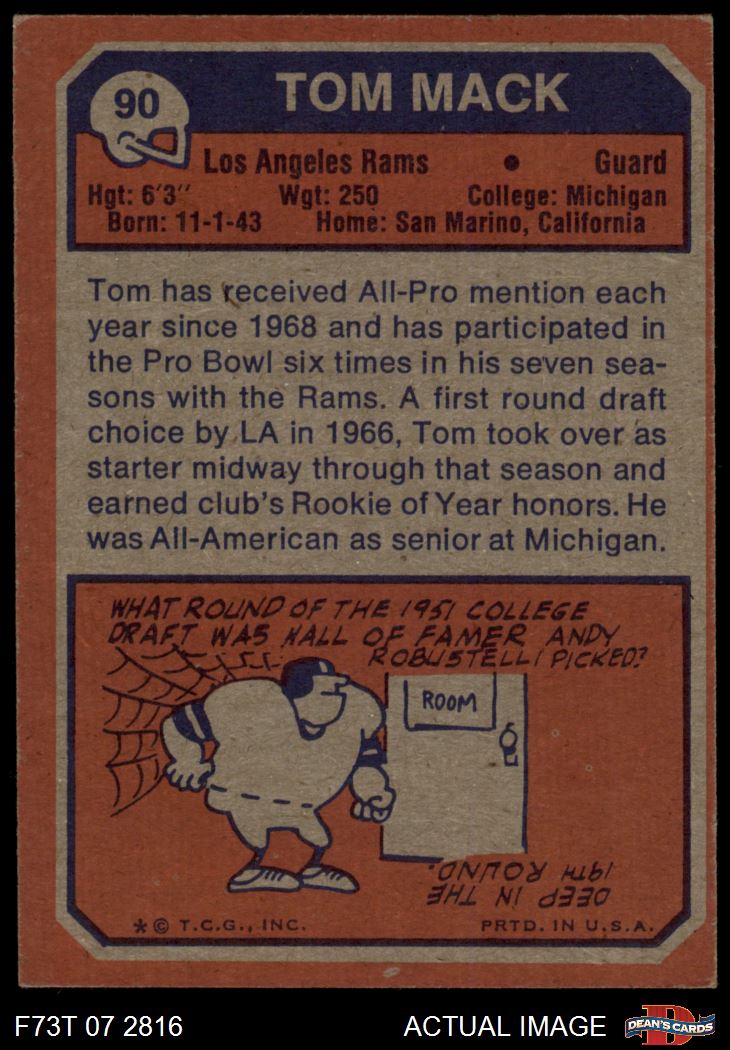 90
TOM MACK
Los Angeles Rams • Guard
Hgt: 6'3" Wgt: 250 College: Michigan
Born: 11-1-43 Home: San Marino, California
Tom has received All-Pro mention each
year since 1968 and has participated in
the Pro Bowl six times in his seven sea-
sons with the Rams. A first round draft
choice by LA in 1966, Tom took over as
starter midway through that season and
earned club's Rookie of Year honors. He
was All-American as senior at Michigan.
WHAT ROUND OF THE 1951 COLLEGE
DRAFT WAS HALL OF FAMER ANDY
ROBUSTELLI PICKED?
ROOM
DEEP IN THE
19TH ROUND.
* © T.C.G., INC. PRTD. IN U.S.A.
F73T 07 2816 ACTUAL IMAGE
D
DEAN'S CARDS